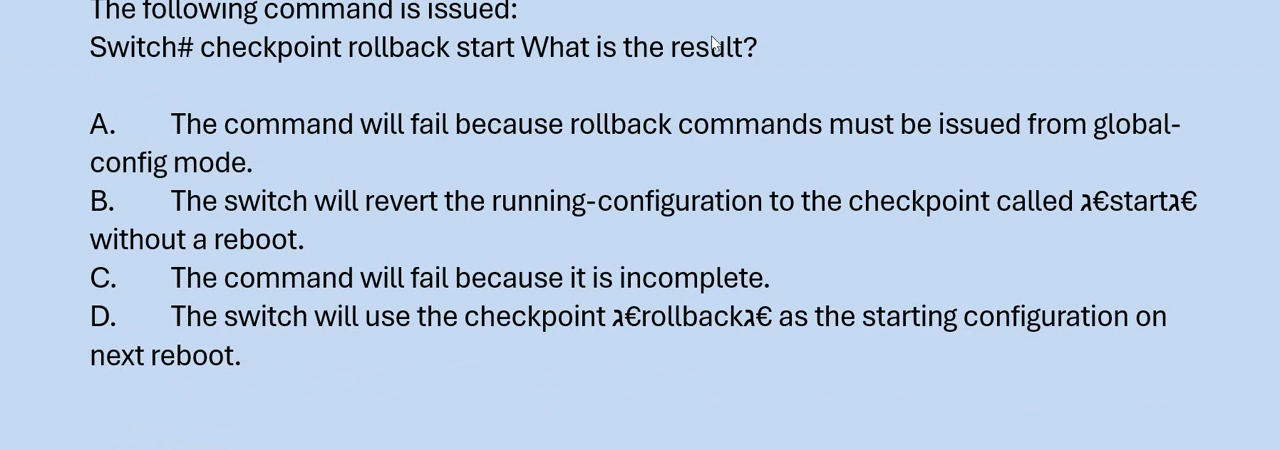 The following command is issued:
Switch# checkpoint rollback start What is the result?
A. The command will fail because rollback commands must be issued from global-
config mode.
B. The switch will revert the running-configuration to the checkpoint called ג€startג€
without a reboot.
C. The command will fail because it is incomplete.
D. The switch will use the checkpoint ג€rollbackג€ as the starting configuration on
next reboot.